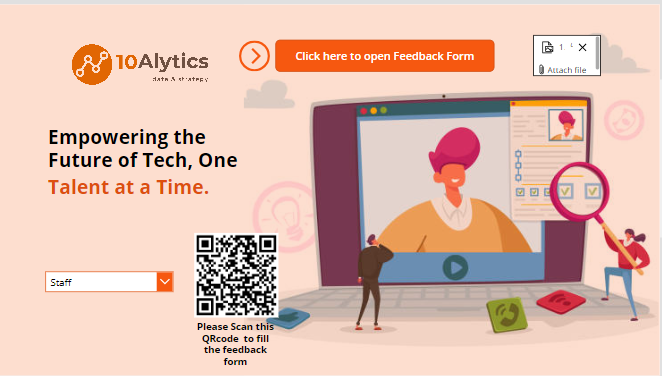 10Alytics
data & strategy
Click here to open Feedback Form
1
Attach file
Empowering the
Future of Tech, One
Talent at a Time.
Staff
Please Scan this
QRcode to fill
the feedback
form